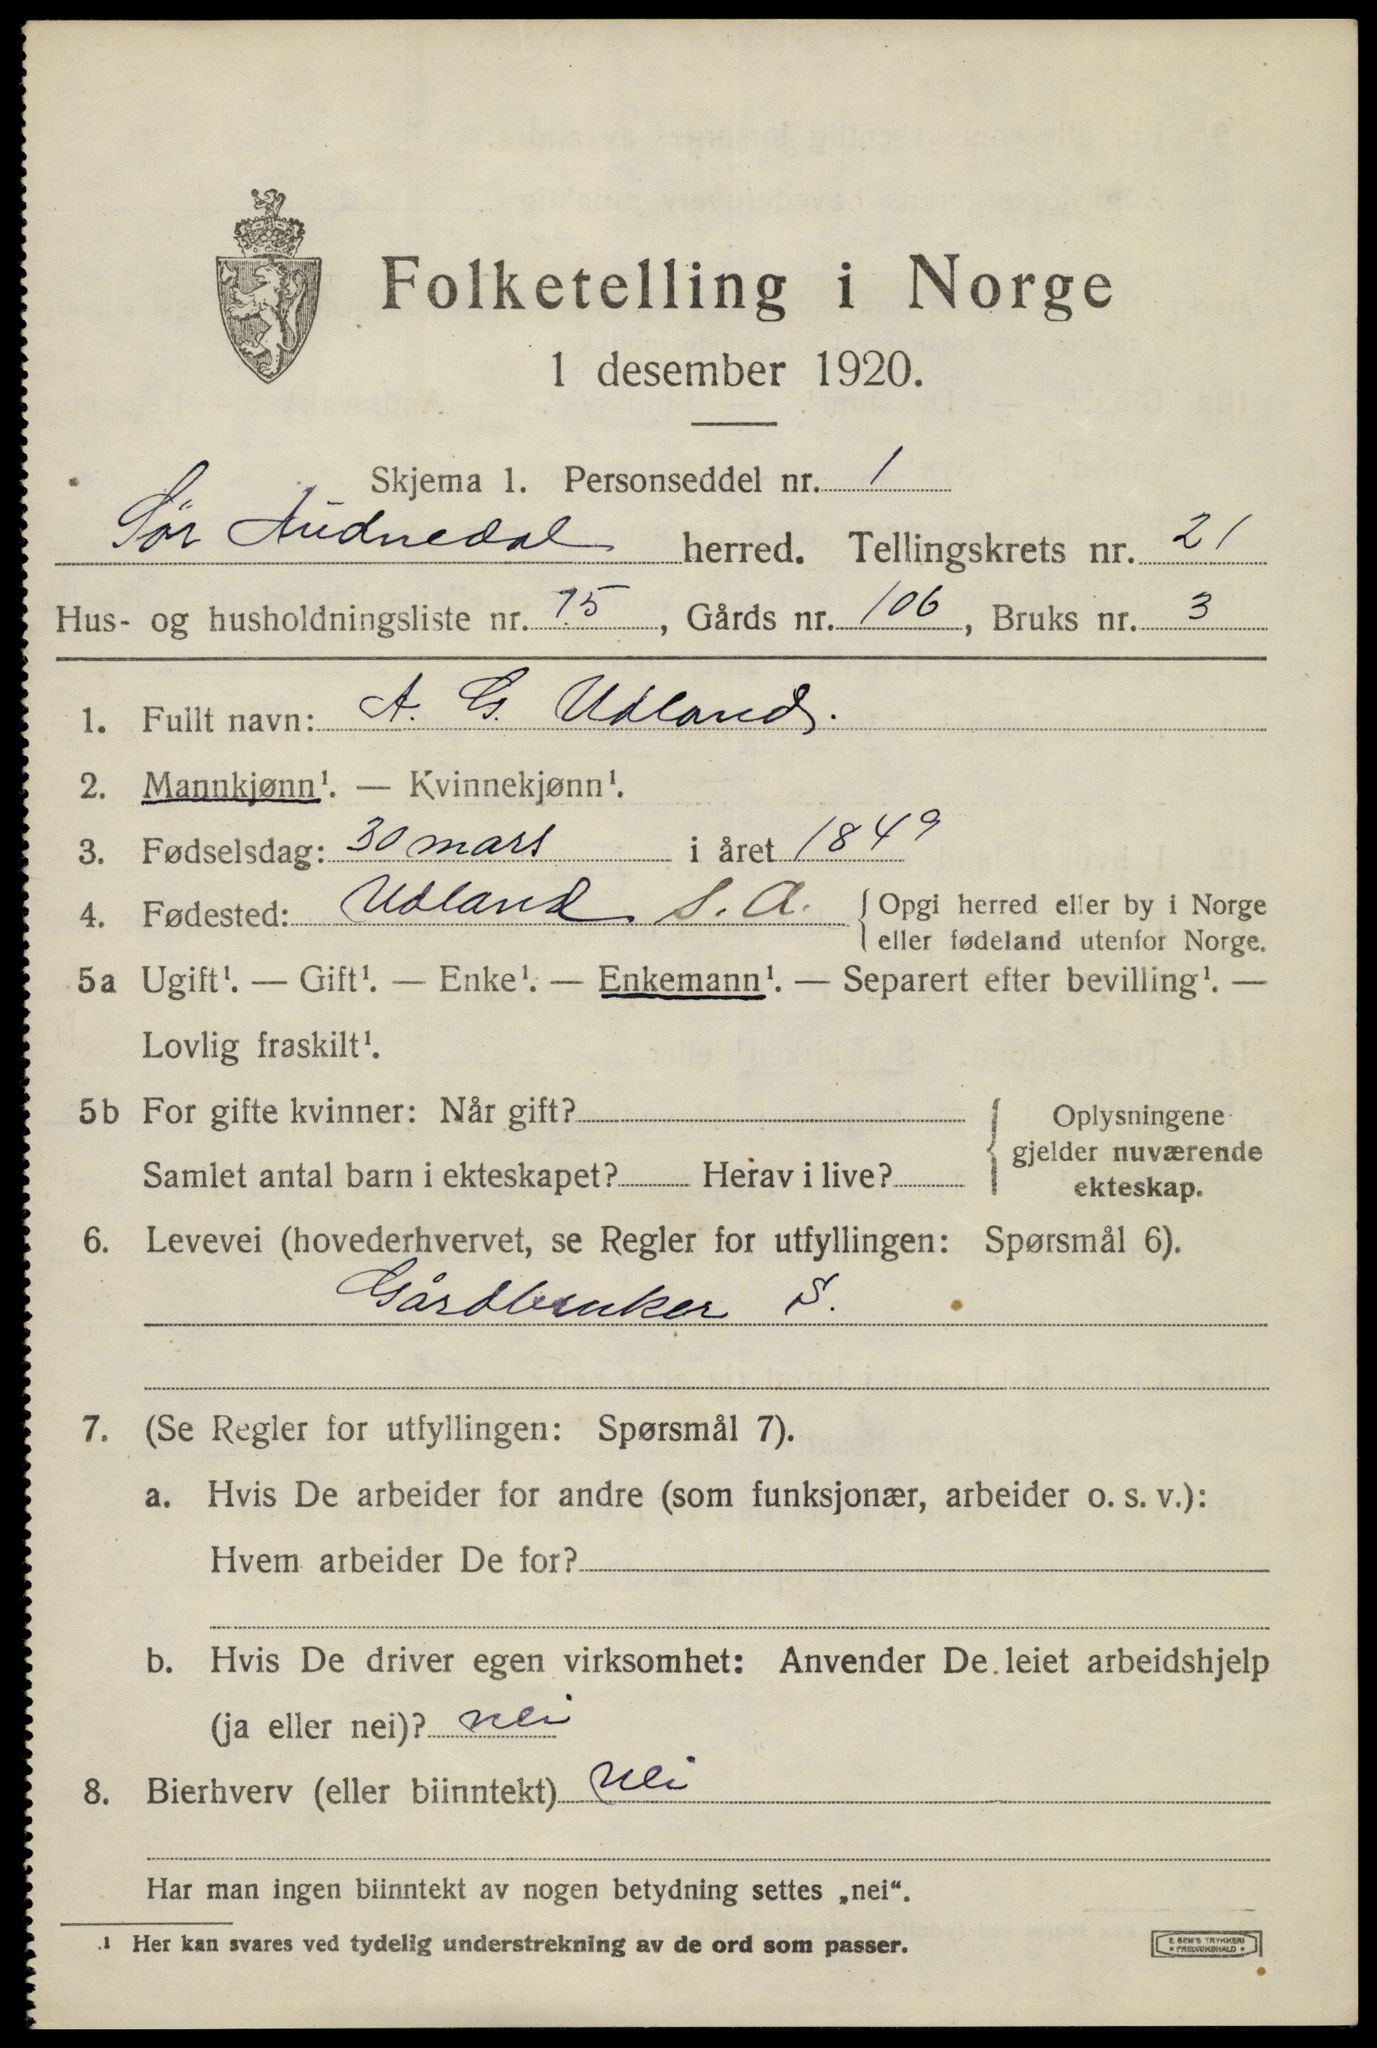 Folketelling i Norge
1 desember 1920.
Skjema 1. Personseddel nr. 1
Sør Audnedal herred. Tellingskrets nr. 21
Hus- og husholdningsliste nr. 15, Gårds nr. 106, Bruks nr. 3
1. Fullt navn: A. G. Udland.
2. Mannkjønn¹. — Kvinnekjønn¹.
3. Fødselsdag: 30 mars i året 1849
4. Fødested: Udland S. A. { Opgi herred eller by i Norge
eller fødeland utenfor Norge.
5a Ugift¹. — Gift¹. — Enke¹. — Enkemann¹. — Separert efter bevilling¹. —
Lovlig fraskilt¹.
5b For gifte kvinner: Når gift?
Samlet antal barn i ekteskapet? Herav i live?
{ Oplysningene
gjelder nuværende
ekteskap.
6. Levevei (hovederhvervet, se Regler for utfyllingen: Spørsmål 6).
Gårdbruker S.
7. (Se Regler for utfyllingen: Spørsmål 7).
a. Hvis De arbeider for andre (som funksjonær, arbeider o. s. v.):
Hvem arbeider De for?
b. Hvis De driver egen virksomhet: Anvender De leiet arbeidshjelp
(ja eller nei)? nei
8. Bierhverv (eller biinntekt) Nei
Har man ingen biinntekt av nogen betydning settes „nei“.
¹ Her kan svares ved tydelig understrekning av de ord som passer.
E. SEM'S TRYKKERI
FREDRIKSHALD